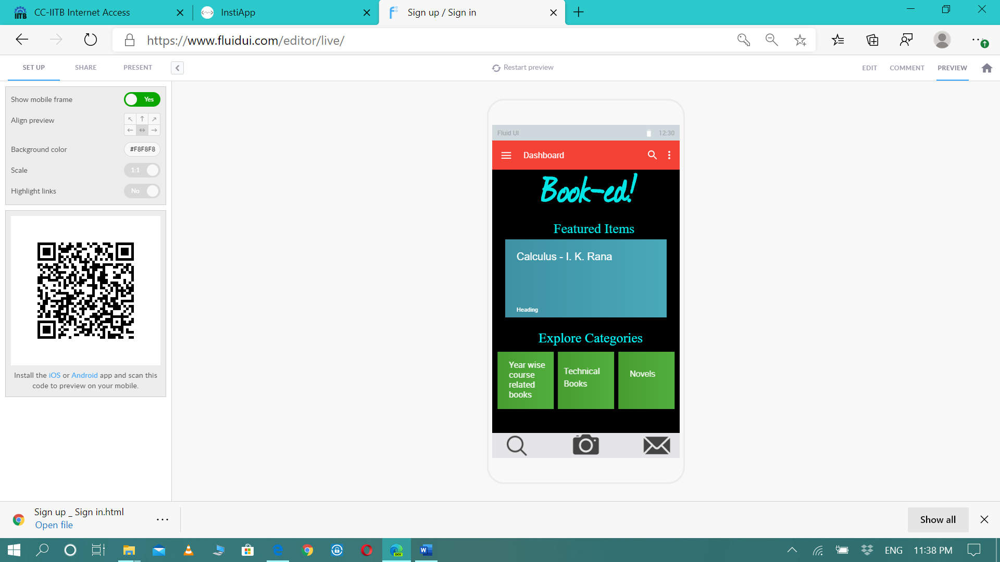 CC-IITB Internet Access
InstiApp
Sign up / Sign in
https://www.fluidui.com/editor/live/
SET UP
SHARE
PRESENT
Restart preview
EDIT
COMMENT
PREVIEW
Show mobile frame
Yes
Align preview
Background color
#F8F8F8
Scale
1:1
Highlight links
No
Install the iOS or Android app and scan this
code to preview on your mobile.
Fluid UI
12:30
Dashboard
Book-ed!
Featured Items
Calculus - I. K. Rana
Heading
Explore Categories
Year wise
course
related
books
Technical
Books
Novels
Sign up _ Sign in.html
Open file
Show all
ENG
11:38 PM